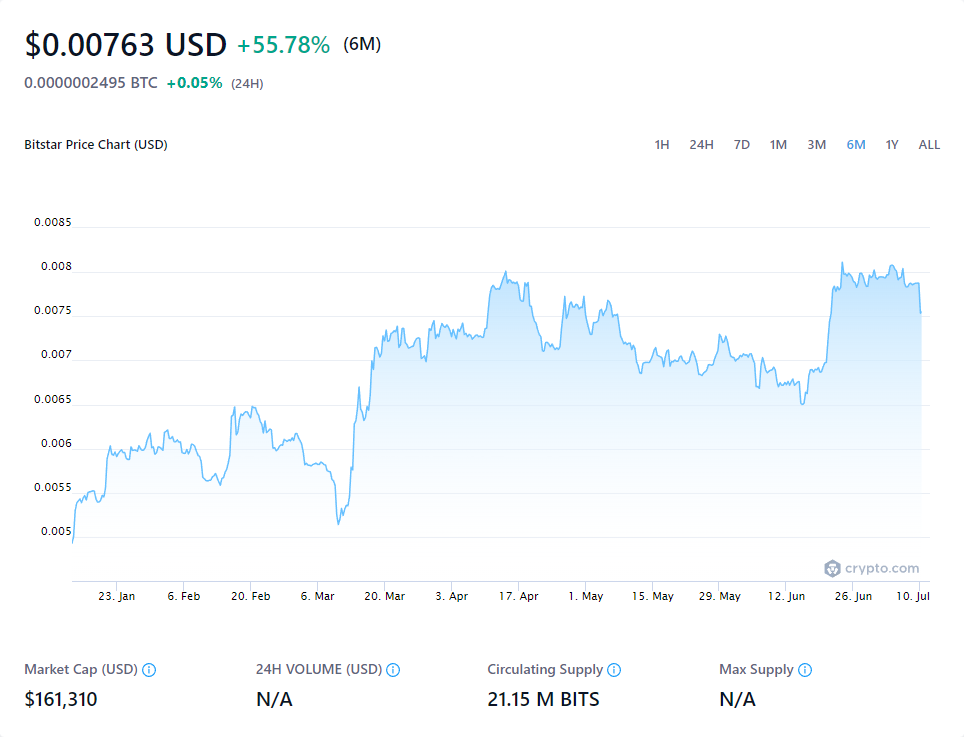 $0.00763 USD +55.78% (6M)
0.0000002495 BTC +0.05% (24H)
Bitstar Price Chart (USD) 1H 24H 7D 1M 3M 6M 1Y ALL
0.0085
0.008
0.0075
0.007
0.0065
0.006
0.0055
0.005
crypto.com
23. Jan 6. Feb 20. Feb 6. Mar 20. Mar 3. Apr 17. Apr 1. May 15. May 29. May 12. Jun 26. Jun 10. Jul
Market Cap (USD) 24H VOLUME (USD) Circulating Supply Max Supply
$161,310 N/A 21.15 M BITS N/A